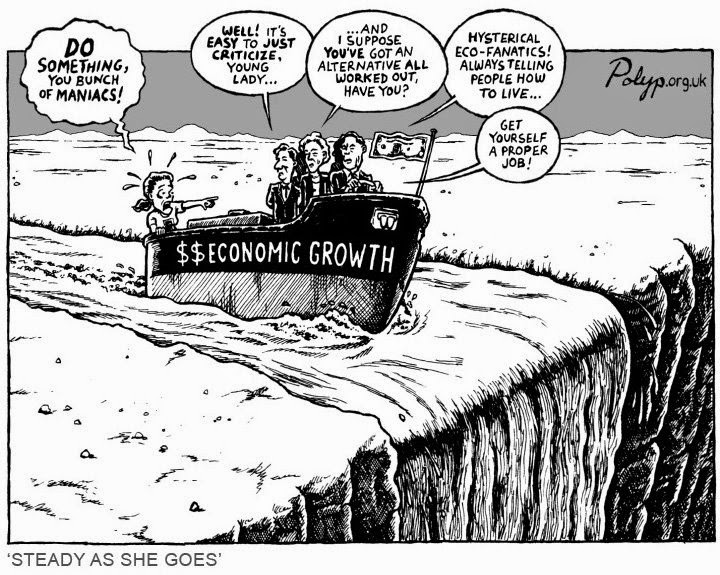 DO
SOMETHING,
YOU BUNCH
OF MANIACS!
WELL! IT'S
EASY TO JUST
CRITICIZE,
YOUNG
LADY...
...AND
I SUPPOSE
YOU'VE GOT AN
ALTERNATIVE ALL
WORKED OUT,
HAVE YOU?
HYSTERICAL
ECO-FANATICS!
ALWAYS TELLING
PEOPLE HOW
TO LIVE...
GET
YOURSELF
A PROPER
JOB!
Polyp.org.uk
$$ECONOMIC GROWTH
'STEADY AS SHE GOES'